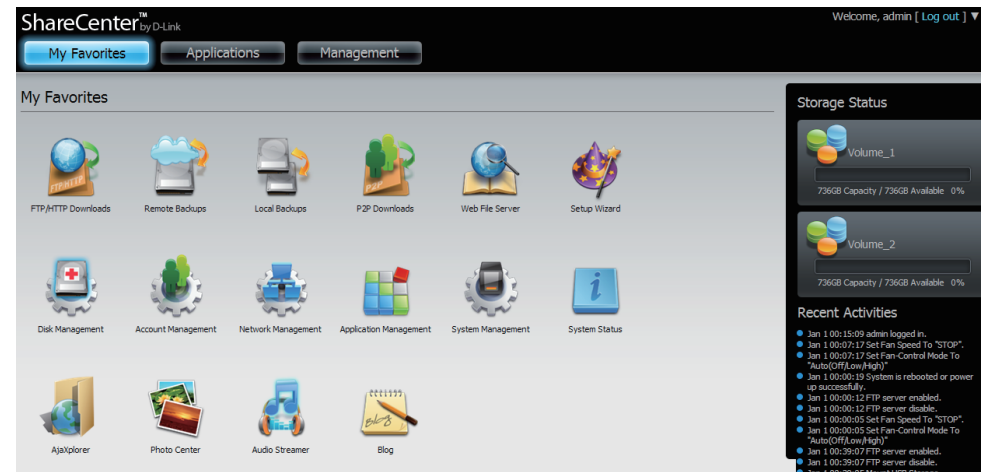 ShareCenter™ by D-Link
Welcome, admin [ Log out ] ▼
My Favorites Applications Management
My Favorites
FTP/HTTP Downloads Remote Backups Local Backups P2P Downloads Web File Server Setup Wizard
Disk Management Account Management Network Management Application Management System Management System Status
AjaXplorer Photo Center Audio Streamer Blog
FTP/HTTP
P2P
Blog
Storage Status
Volume_1
736GB Capacity / 736GB Available 0%
Volume_2
736GB Capacity / 736GB Available 0%
Recent Activities
Jan 1 00:15:09 admin logged in.
Jan 1 00:07:17 Set Fan Speed To "STOP".
Jan 1 00:07:17 Set Fan-Control Mode To
"Auto(Off/Low/High)"
Jan 1 00:00:19 System is rebooted or power
up successfully.
Jan 1 00:00:12 FTP server enabled.
Jan 1 00:00:12 FTP server disable.
Jan 1 00:00:05 Set Fan Speed To "STOP".
Jan 1 00:00:05 Set Fan-Control Mode To
"Auto(Off/Low/High)"
Jan 1 00:39:07 FTP server enabled.
Jan 1 00:39:07 FTP server disable.